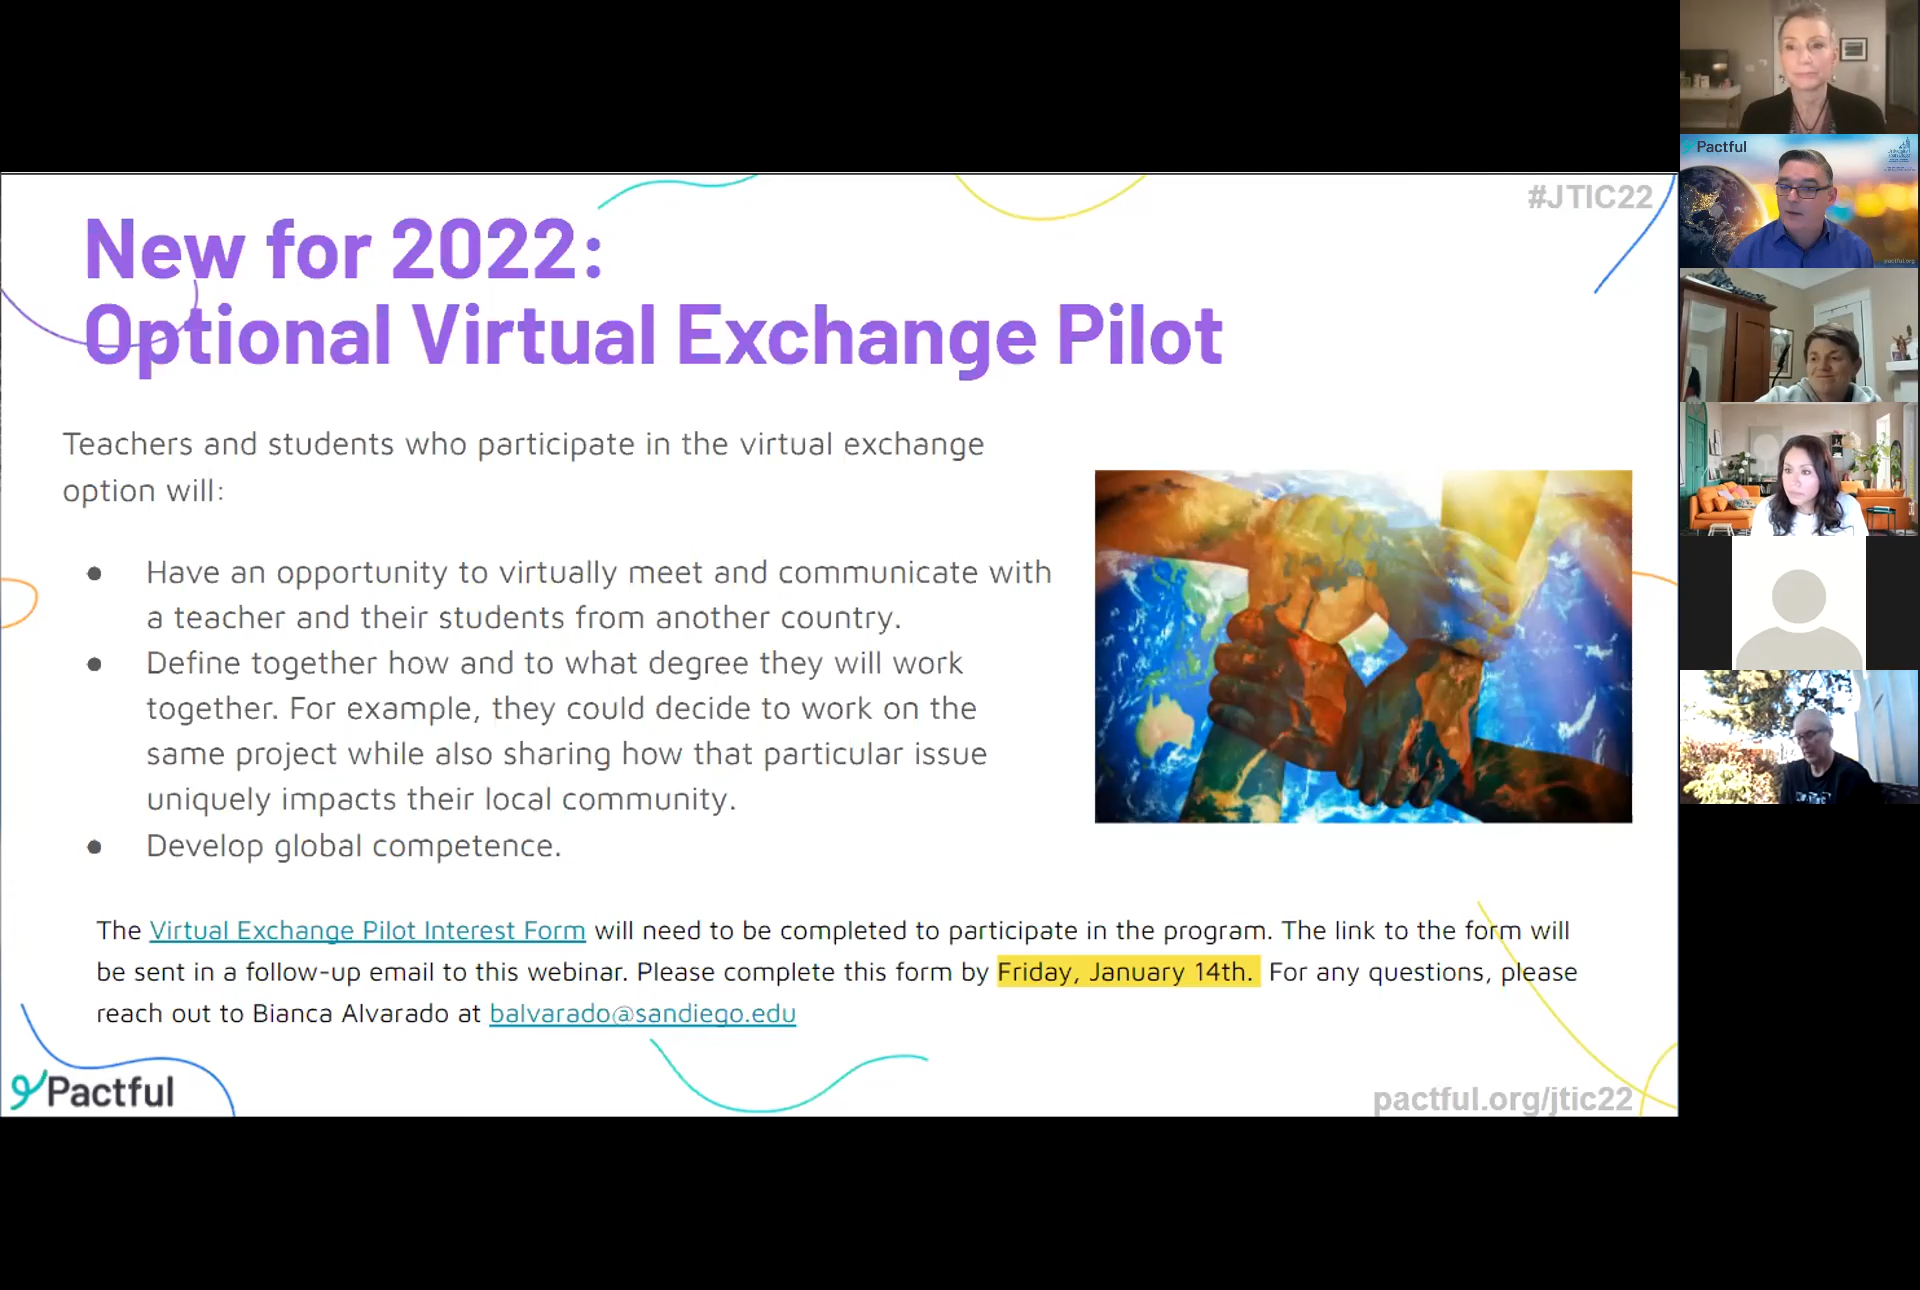 #JTIC22
New for 2022:
Optional Virtual Exchange Pilot
Teachers and students who participate in the virtual exchange
option will:
● Have an opportunity to virtually meet and communicate with
a teacher and their students from another country.
● Define together how and to what degree they will work
together. For example, they could decide to work on the
same project while also sharing how that particular issue
uniquely impacts their local community.
● Develop global competence.
The Virtual Exchange Pilot Interest Form will need to be completed to participate in the program. The link to the form will
be sent in a follow-up email to this webinar. Please complete this form by Friday, January 14th. For any questions, please
reach out to Bianca Alvarado at balvarado@sandiego.edu
Pactful
pactful.org/jtic22
Pactful
pactful.org